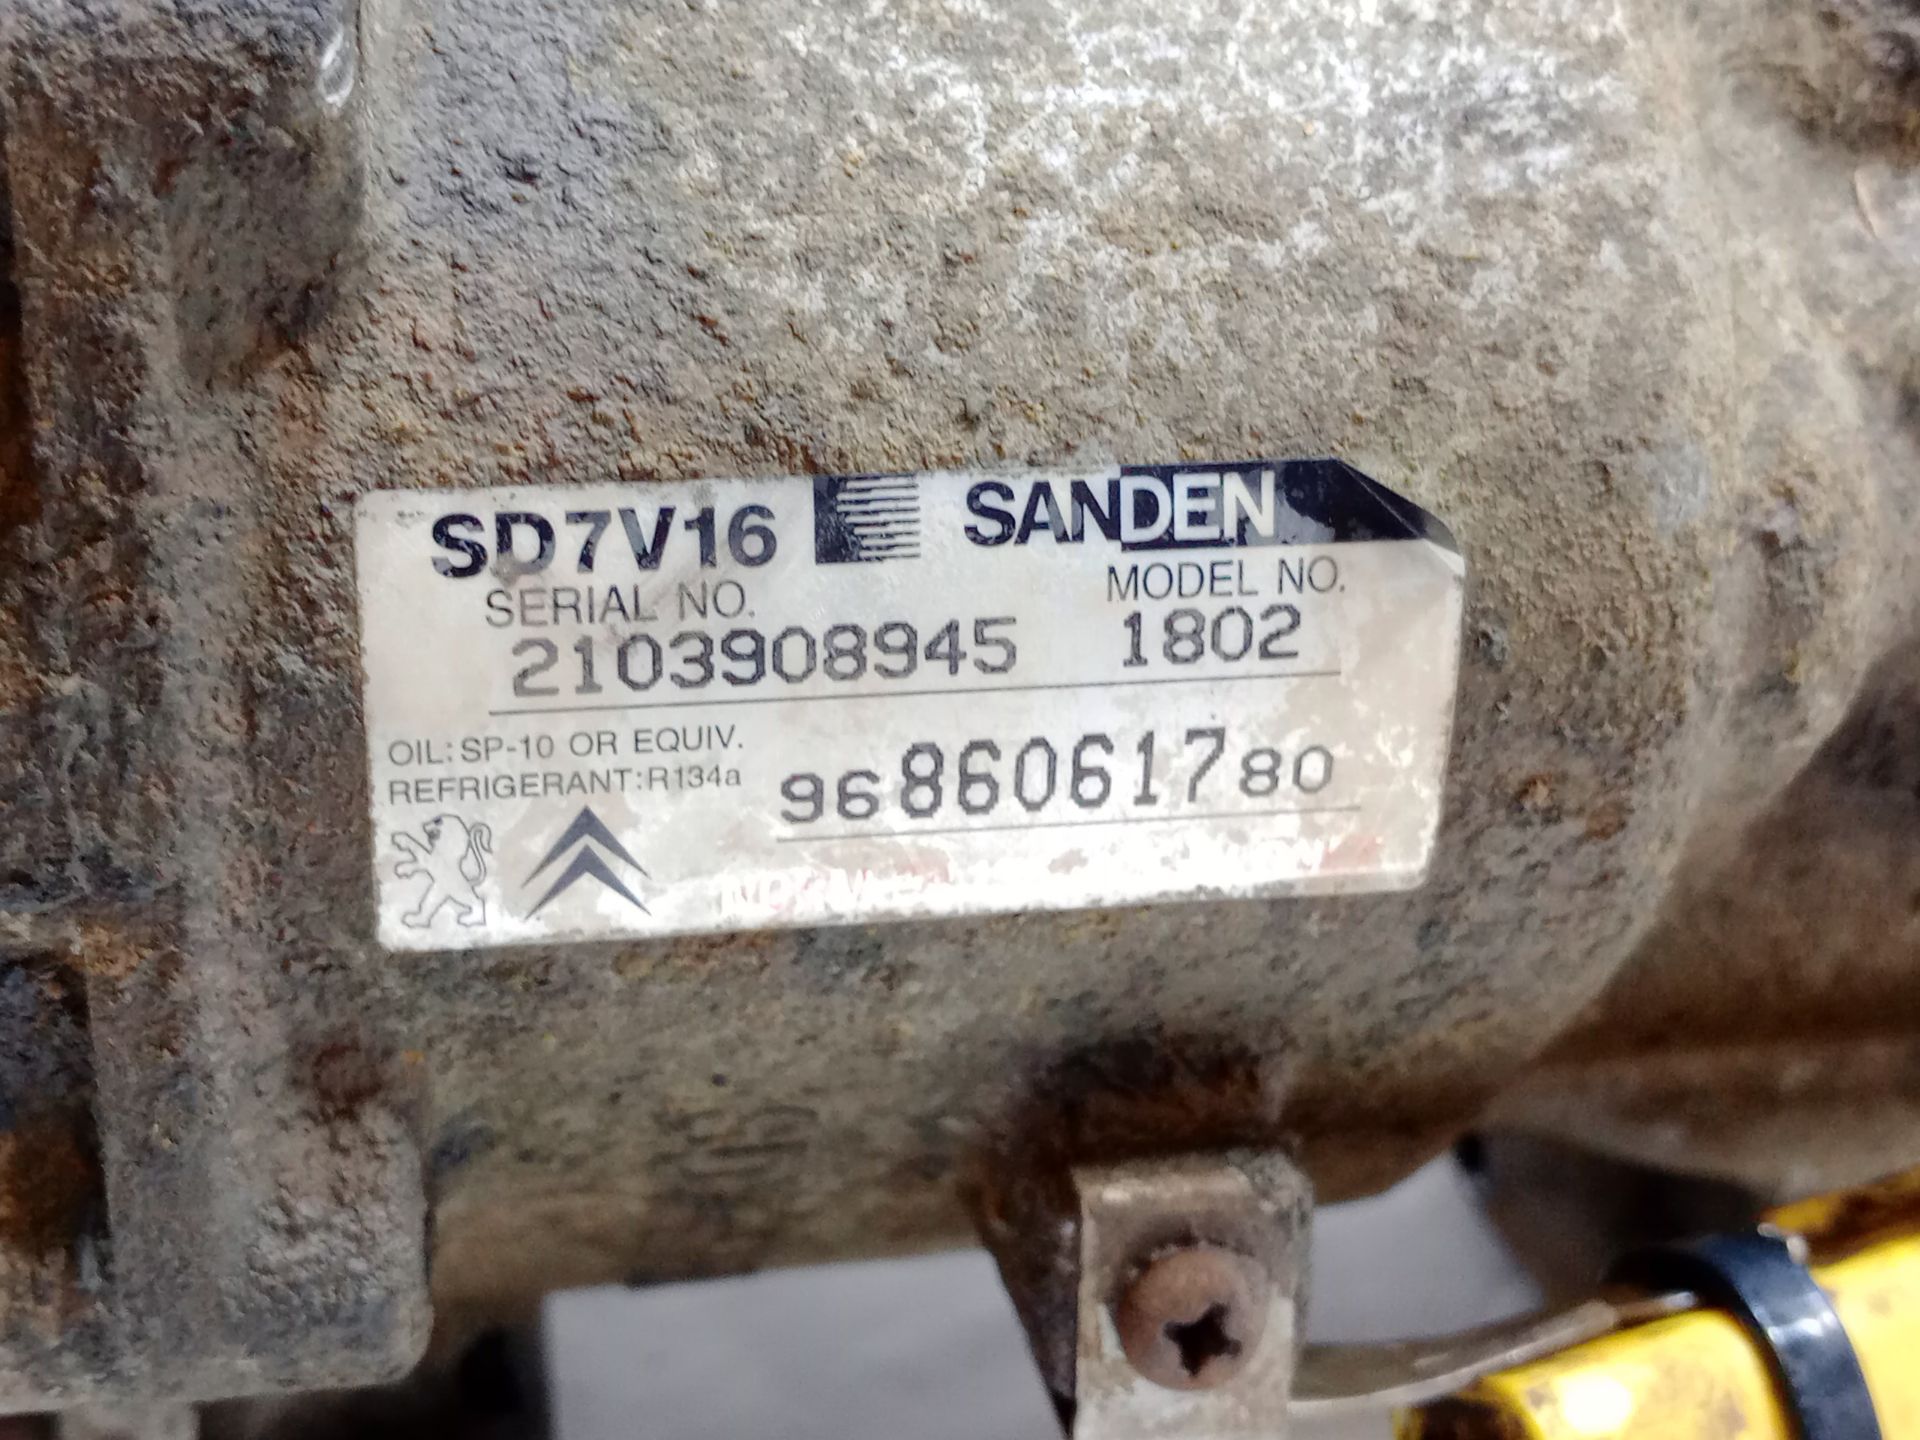 SD7V16 SANDEN
SERIAL NO. MODEL NO.
2103908945 1802
OIL: SP-10 OR EQUIV.
REFRIGERANT: R134a
9686061780